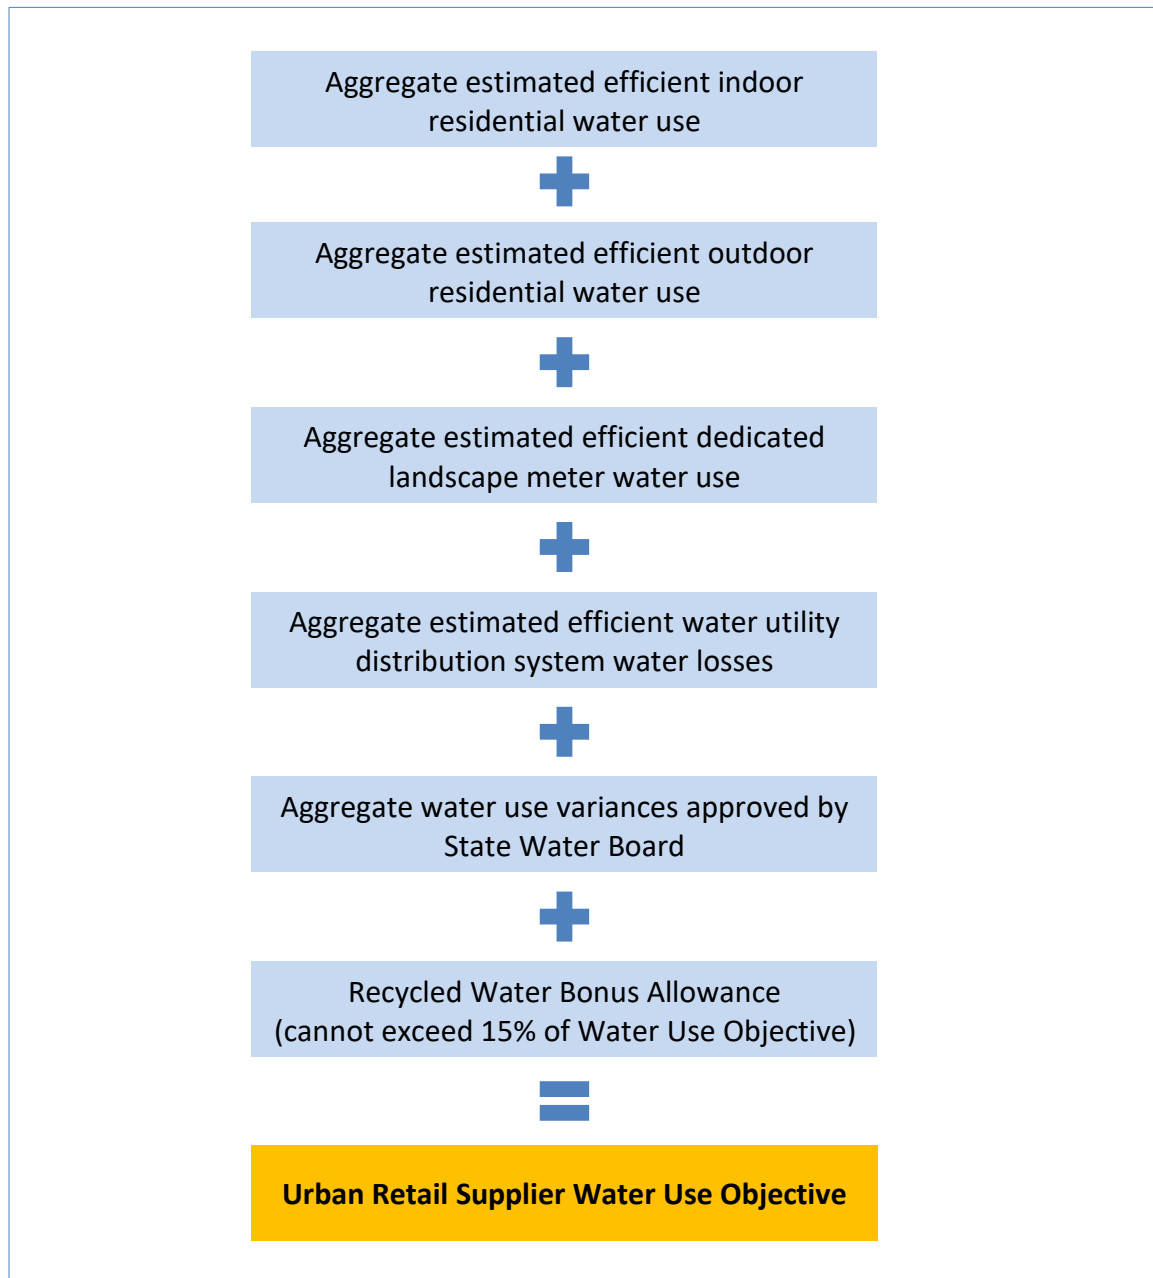 Aggregate estimated efficient indoor
residential water use
Aggregate estimated efficient outdoor
residential water use
Aggregate estimated efficient dedicated
landscape meter water use
Aggregate estimated efficient water utility
distribution system water losses
Aggregate water use variances approved by
State Water Board
Recycled Water Bonus Allowance
(cannot exceed 15% of Water Use Objective)
Urban Retail Supplier Water Use Objective